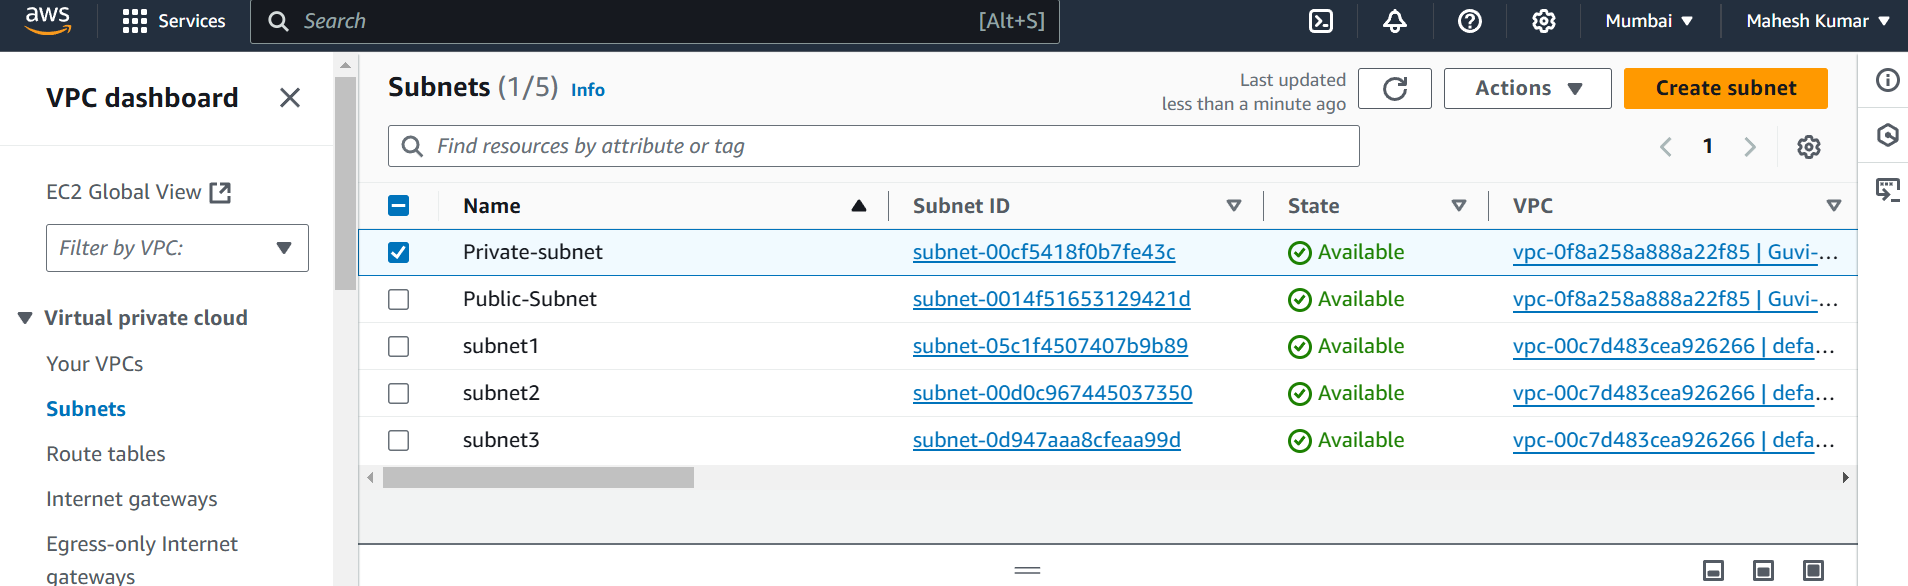 aws Services Search [Alt+S] Mumbai Mahesh Kumar
VPC dashboard
EC2 Global View
Filter by VPC:
Virtual private cloud
Your VPCs
Subnets
Route tables
Internet gateways
Egress-only Internet
gateways
Subnets (1/5) Info
Last updated
less than a minute ago
Actions
Create subnet
Find resources by attribute or tag
1
Name Subnet ID State VPC
Private-subnet subnet-00cf5418f0b7fe43c Available vpc-0f8a258a888a22f85 | Guvi-...
Public-Subnet subnet-0014f51653129421d Available vpc-0f8a258a888a22f85 | Guvi-...
subnet1 subnet-05c1f4507407b9b89 Available vpc-00c7d483cea926266 | defa...
subnet2 subnet-00d0c967445037350 Available vpc-00c7d483cea926266 | defa...
subnet3 subnet-0d947aaa8cfeaa99d Available vpc-00c7d483cea926266 | defa...